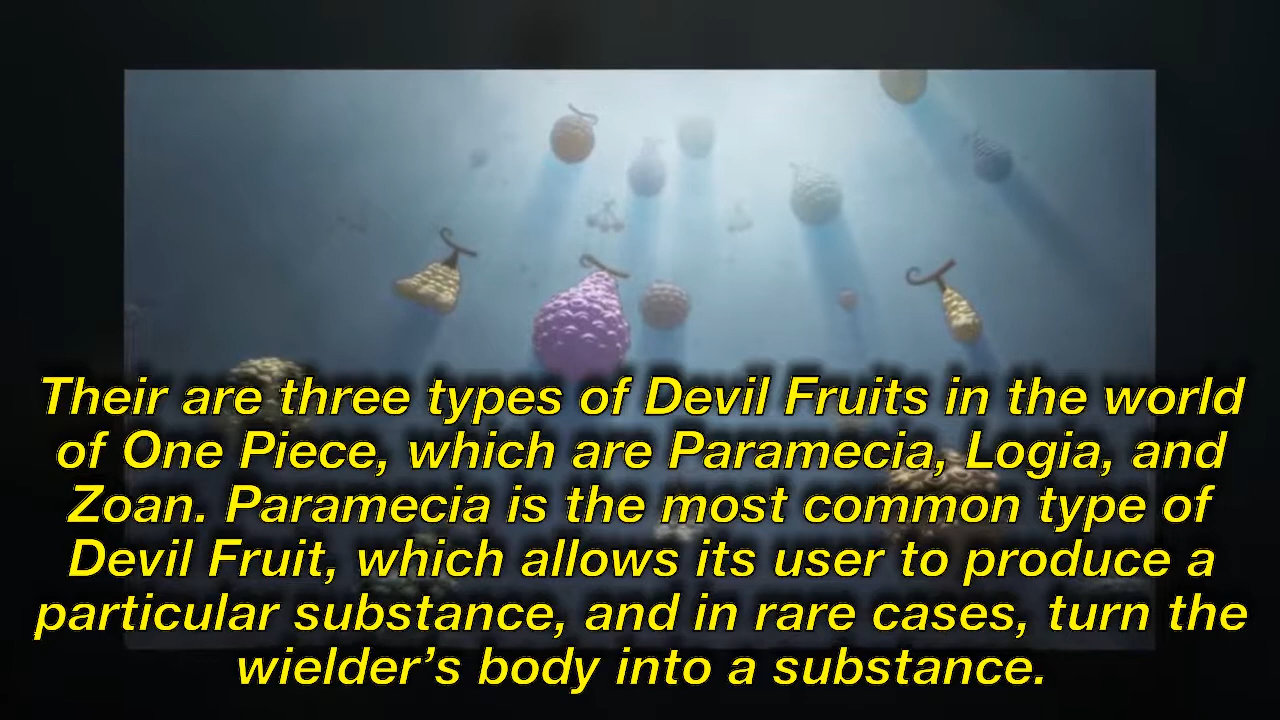 Their are three types of Devil Fruits in the world
of One Piece, which are Paramecia, Logia, and
Zoan. Paramecia is the most common type of
Devil Fruit, which allows its user to produce a
particular substance, and in rare cases, turn the
wielder’s body into a substance.